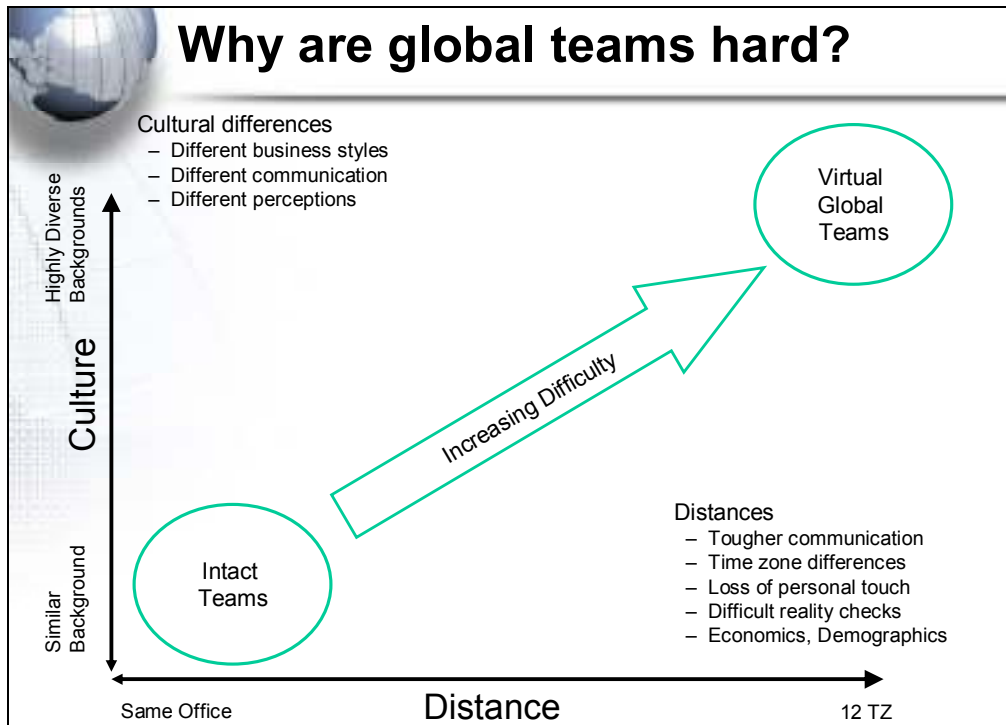 Why are global teams hard?
Cultural differences
– Different business styles
– Different communication
– Different perceptions
Highly Diverse
Backgrounds
Culture
Similar
Background
Virtual
Global
Teams
Increasing Difficulty
Intact
Teams
Distances
– Tougher communication
– Time zone differences
– Loss of personal touch
– Difficult reality checks
– Economics, Demographics
Same Office
Distance
12 TZ